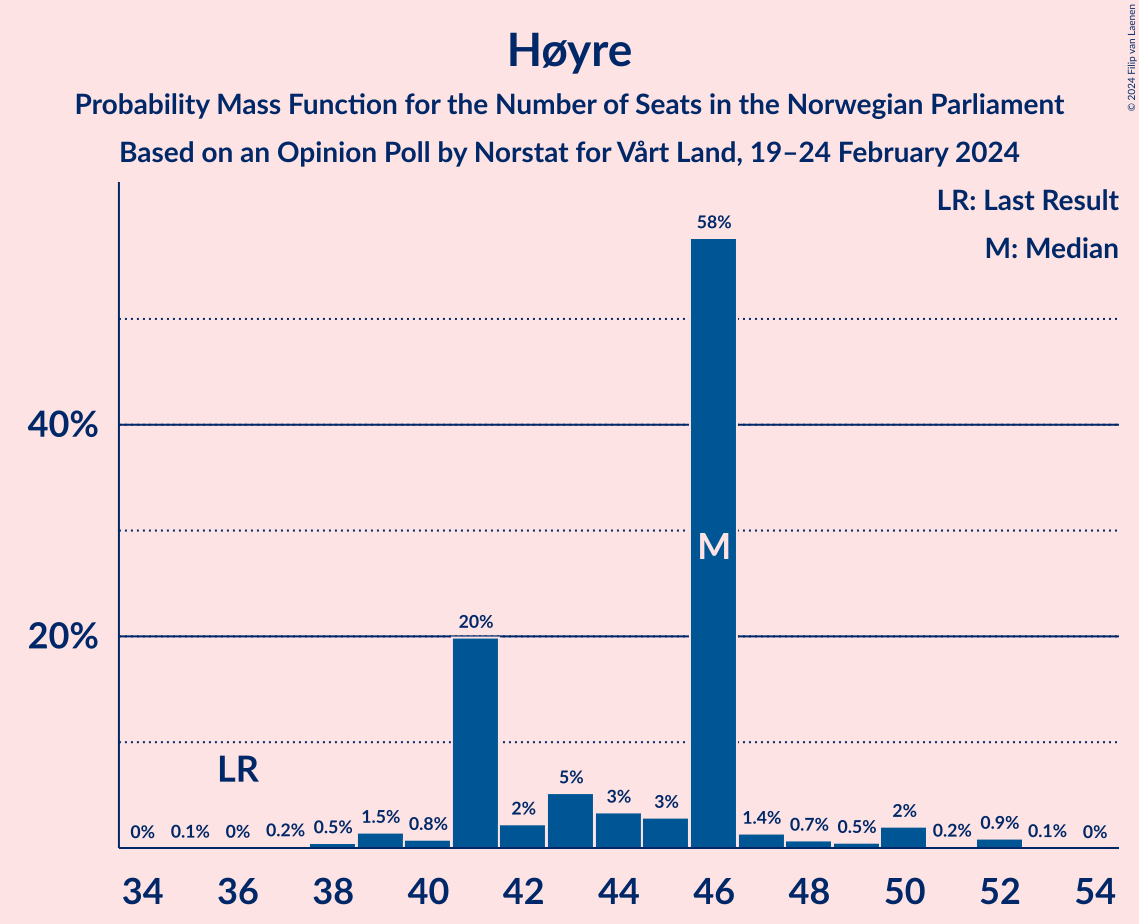 Høyre
Probability Mass Function for the Number of Seats in the Norwegian Parliament
Based on an Opinion Poll by Norstat for Vårt Land, 19–24 February 2024
© 2024 Filip van Laenen
LR: Last Result
M: Median
40%
20%
LR
M
0%
0.1%
0%
0.2%
0.5%
1.5%
0.8%
20%
2%
5%
3%
3%
58%
1.4%
0.7%
0.5%
2%
0.2%
0.9%
0.1%
0%
34 36 38 40 42 44 46 48 50 52 54